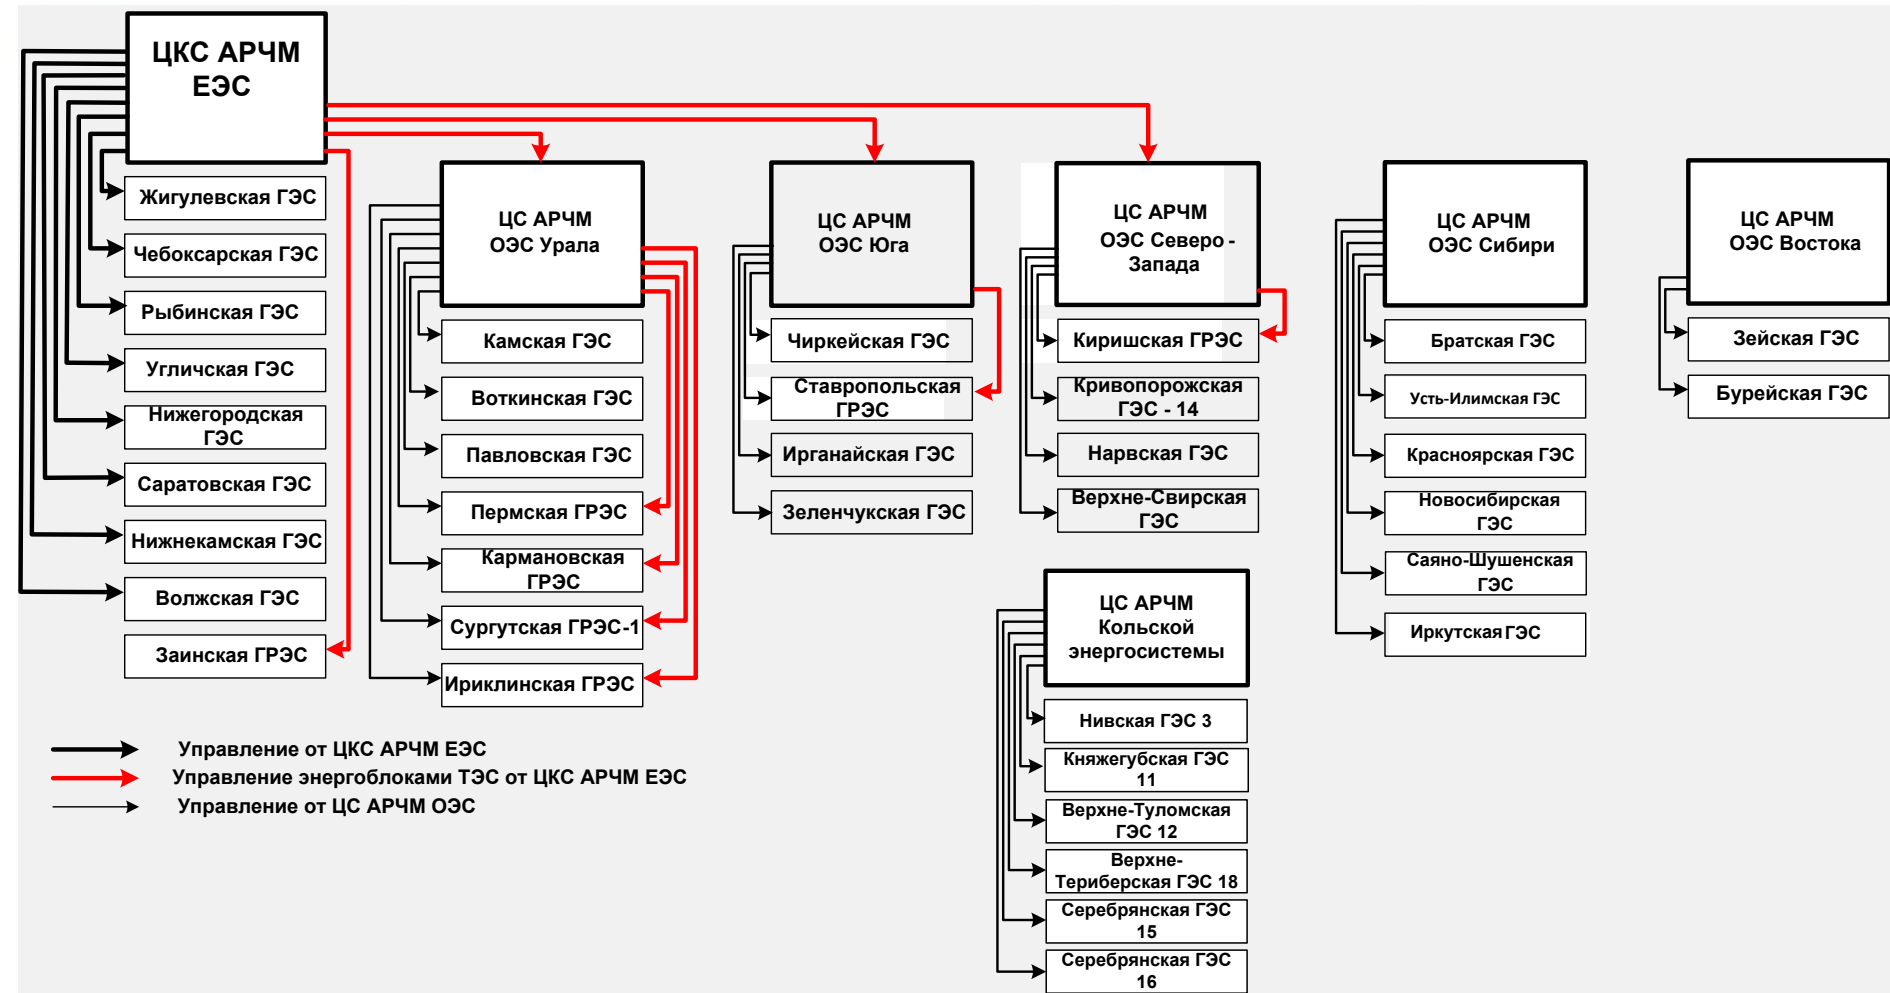 ЦКС АРЧМ
ЕЭС
Жигулевская ГЭС
Чебоксарская ГЭС
Рыбинская ГЭС
Угличская ГЭС
Нижегородская
ГЭС
Саратовская ГЭС
Нижнекамская ГЭС
Волжская ГЭС
Заинская ГРЭС
ЦС АРЧМ
ОЭС Урала
Камская ГЭС
Воткинская ГЭС
Павловская ГЭС
Пермская ГРЭС
Кармановская
ГРЭС
Сургутская ГРЭС-1
Ириклинская ГРЭС
ЦС АРЧМ
ОЭС Юга
Чиркейская ГЭС
Ставропольская
ГРЭС
Ирганайская ГЭС
Зеленчукская ГЭС
ЦС АРЧМ
ОЭС Северо -
Запада
Киришская ГРЭС
Кривопорожская
ГЭС - 14
Нарвская ГЭС
Верхне-Свирская
ГЭС
ЦС АРЧМ
Кольской
энергосистемы
Нивская ГЭС 3
Княжегубская ГЭС
11
Верхне-Туломская
ГЭС 12
Верхне-
Териберская ГЭС 18
Серебрянская ГЭС
15
Серебрянская ГЭС
16
ЦС АРЧМ
ОЭС Сибири
Братская ГЭС
Усть-Илимская ГЭС
Красноярская ГЭС
Новосибирская
ГЭС
Саяно-Шушенская
ГЭС
Иркутская ГЭС
ЦС АРЧМ
ОЭС Востока
Зейская ГЭС
Бурейская ГЭС
Управление от ЦКС АРЧМ ЕЭС
Управление энергоблоками ТЭС от ЦКС АРЧМ ЕЭС
Управление от ЦС АРЧМ ОЭС